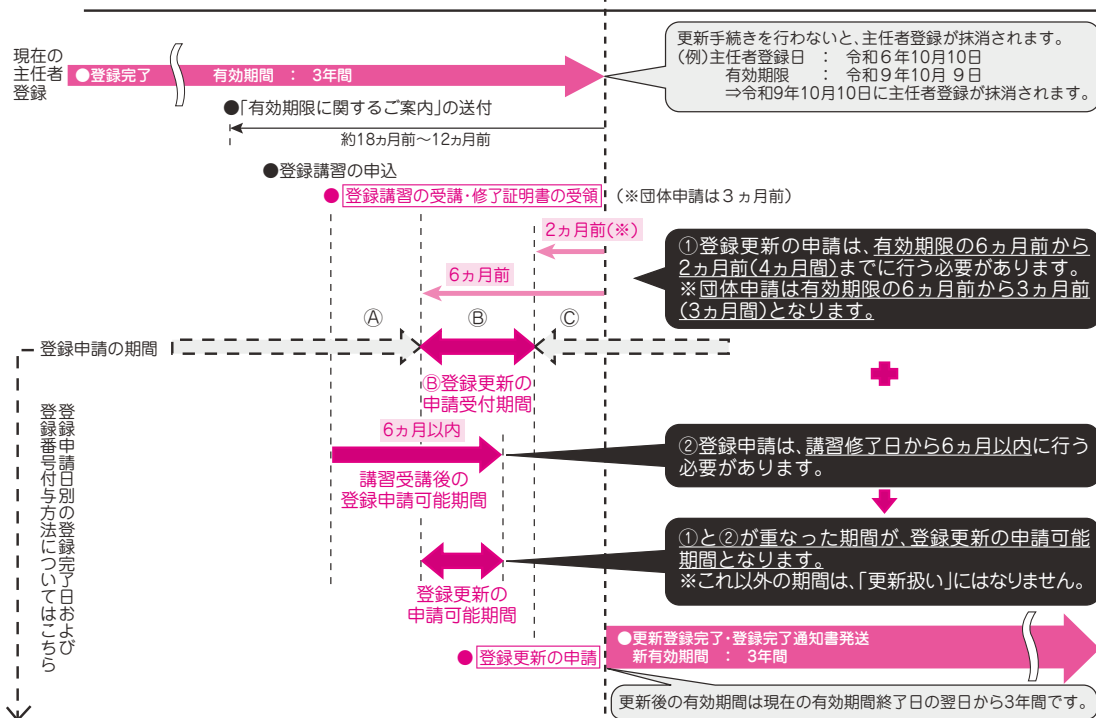 現在の
主任者
登録
●登録完了
有効期間 : 3年間
更新手続きを行わないと、主任者登録が抹消されます。
(例)主任者登録日 : 令和6年10月10日
有効期限 : 令和9年10月 9日
⇒令和9年10月10日に主任者登録が抹消されます。
●「有効期限に関するご案内」の送付
約18ヵ月前~12ヵ月前
●登録講習の申込
●登録講習の受講・修了証明書の受領
(※団体申請は3ヵ月前)
2ヵ月前(※)
6ヵ月前
①登録更新の申請は、有効期限の6ヵ月前から
2ヵ月前(4ヵ月間)までに行う必要があります。
※団体申請は有効期限の6ヵ月前から3ヵ月前
(3ヵ月間)となります。
Ⓐ
Ⓑ
Ⓒ
登録申請の期間
Ⓑ登録更新の
申請受付期間
6ヵ月以内
講習受講後の
登録申請可能期間
②登録申請は、講習修了日から6ヵ月以内に行う
必要があります。
登録申請日別の登録完了日および
登録番号付与方法についてはこちら
①と②が重なった期間が、登録更新の申請可能
期間となります。
※これ以外の期間は、「更新扱い」にはなりません。
登録更新の
申請可能期間
●登録更新の申請
●更新登録完了・登録完了通知書発送
新有効期間 : 3年間
更新後の有効期間は現在の有効期間終了日の翌日から3年間です。